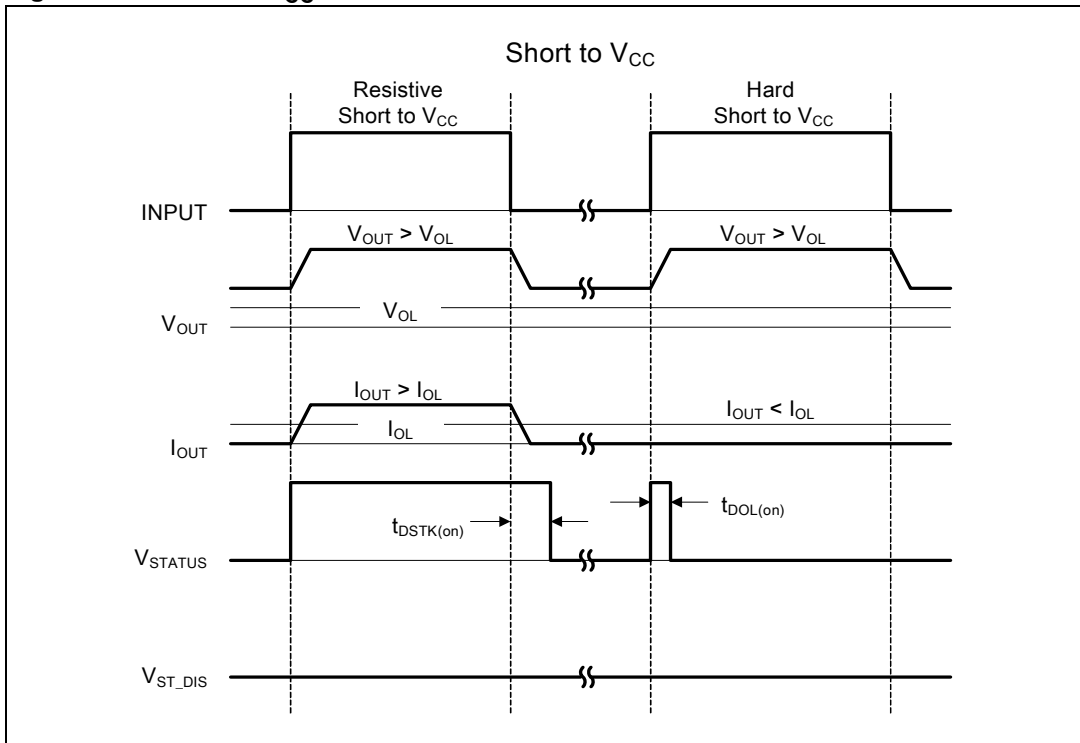 Short to VCC
Resistive
Short to VCC
Hard
Short to VCC
INPUT
VOUT > VOL
VOUT > VOL
VOL
VOUT
IOUT > IOL
IOUT < IOL
IOL
IOUT
tDSTK(on)
tDOL(on)
VSTATUS
VST_DIS